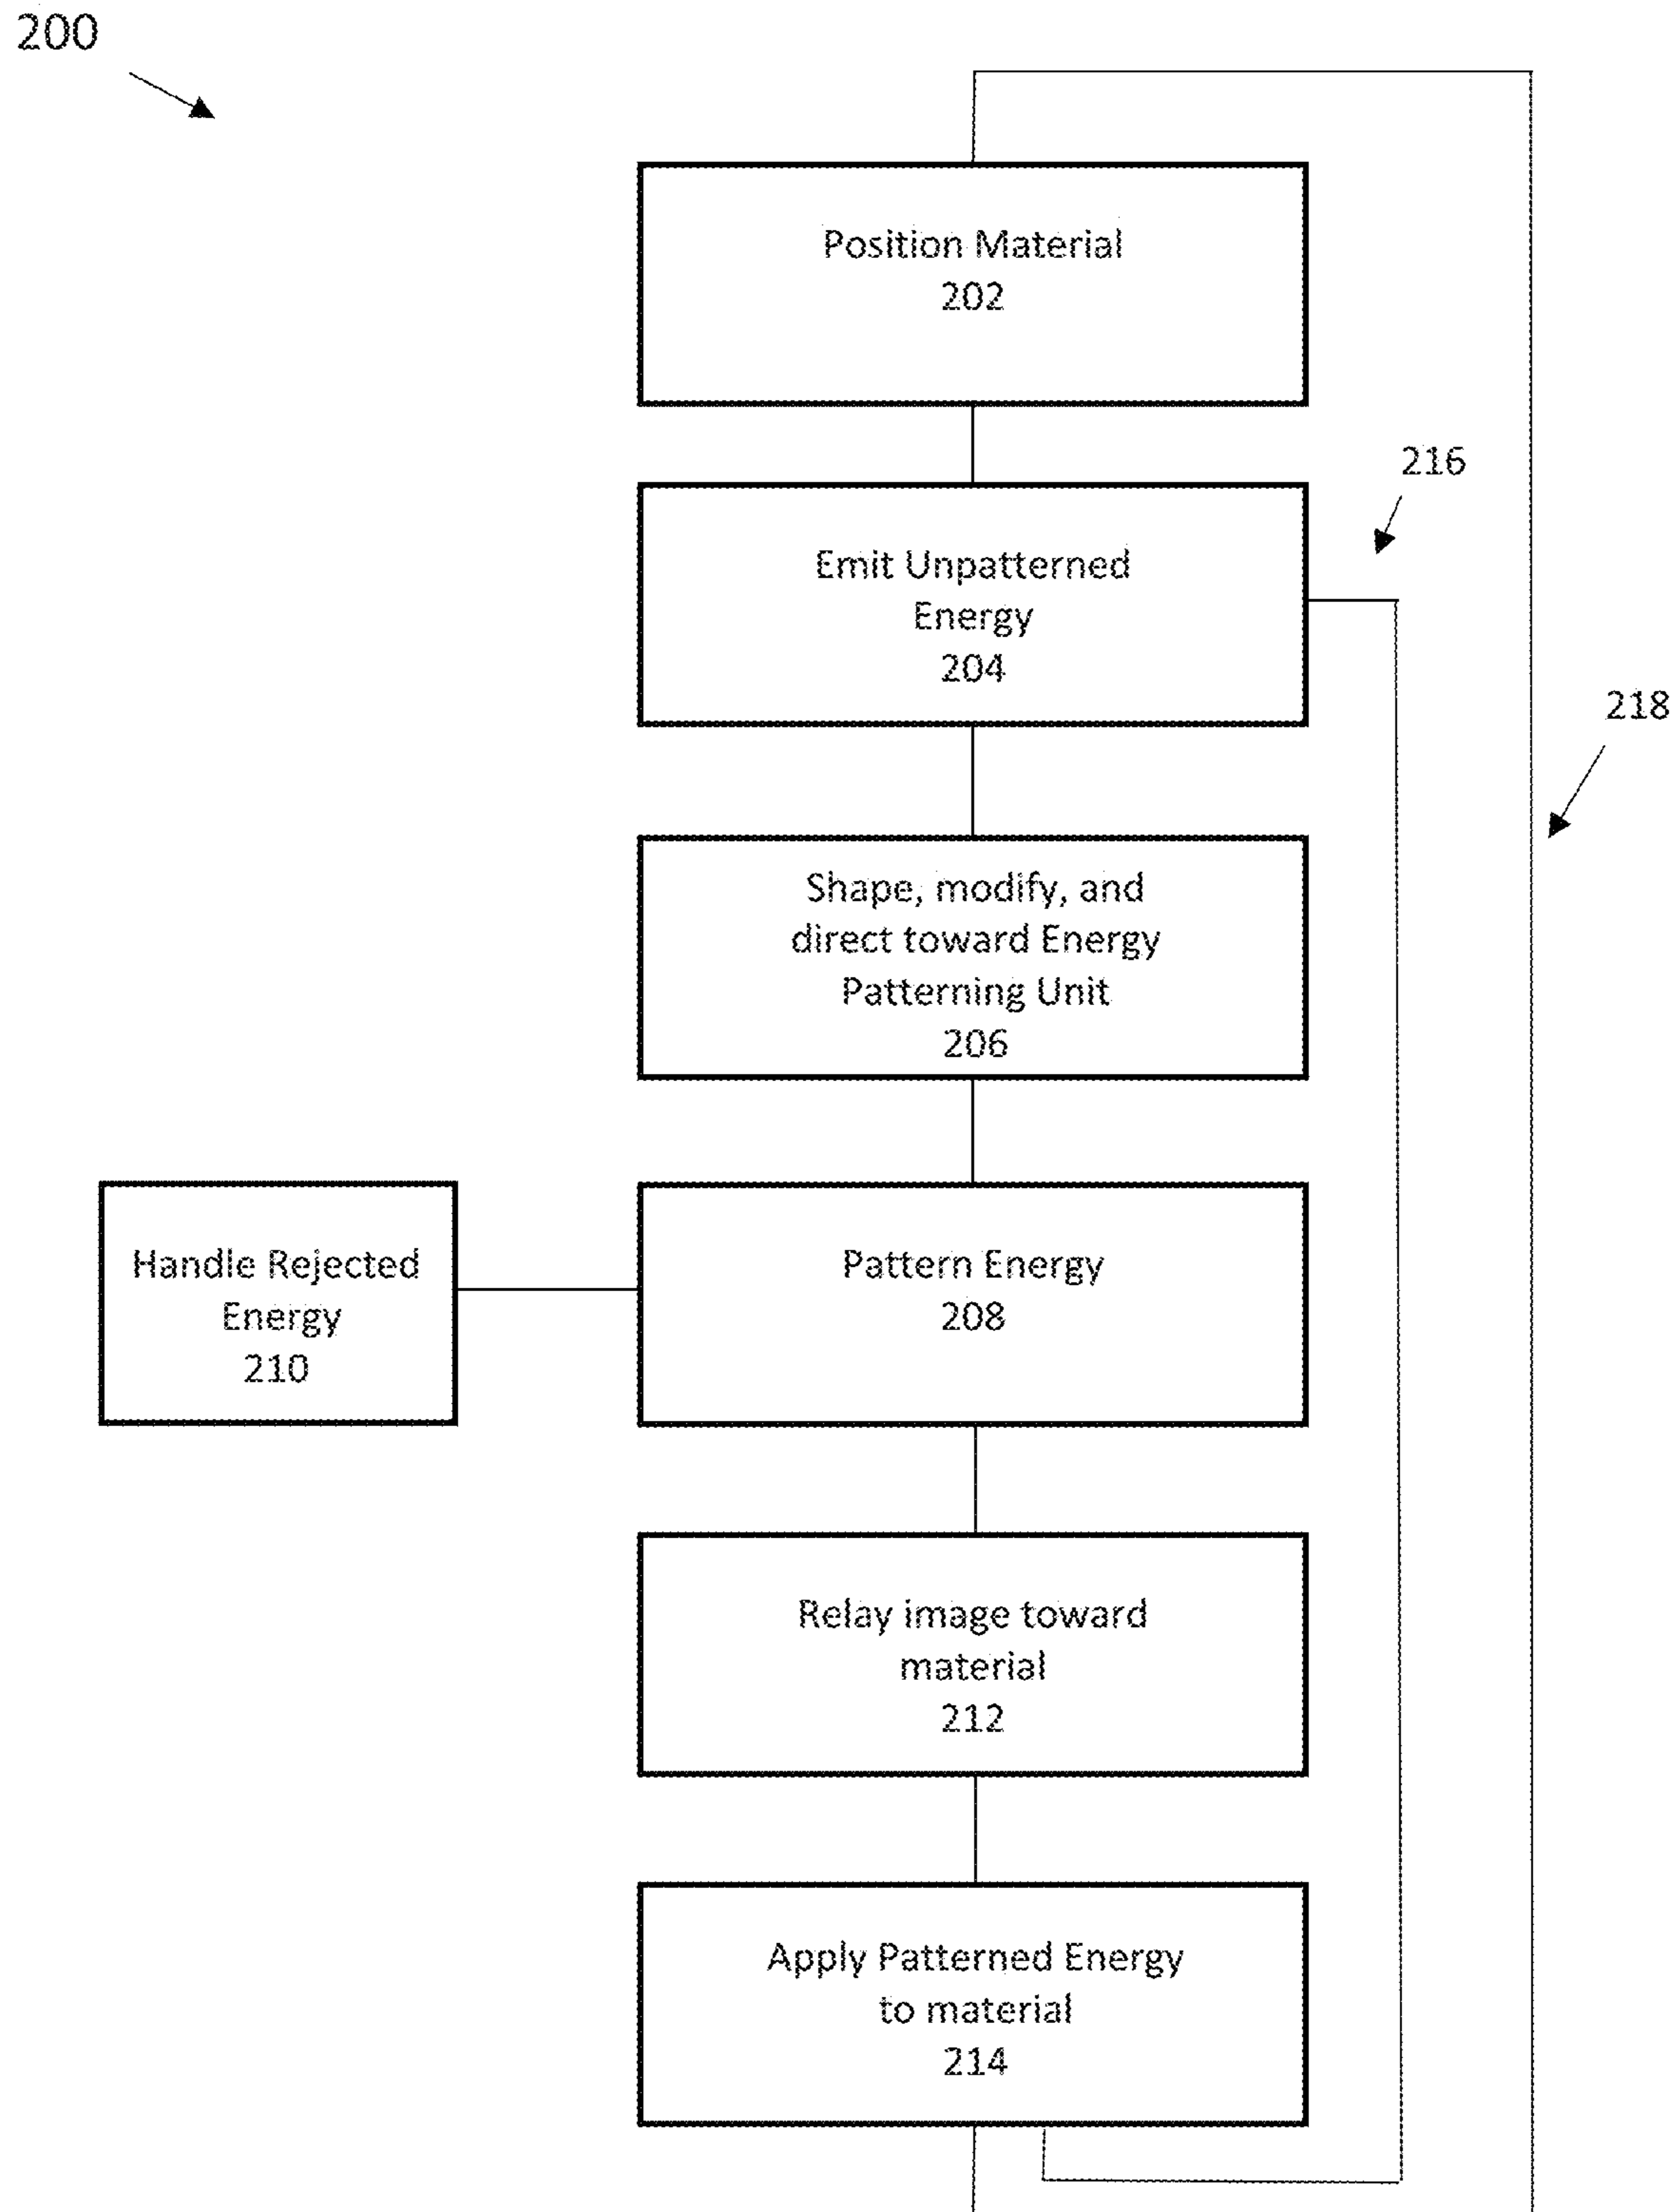 200
Position Material
202
216
Emit Unpatterned
Energy
204
218
Shape, modify, and
direct toward Energy
Patterning Unit
206
Handle Rejected
Energy
210
Pattern Energy
208
Relay image toward
material
212
Apply Patterned Energy
to material
214